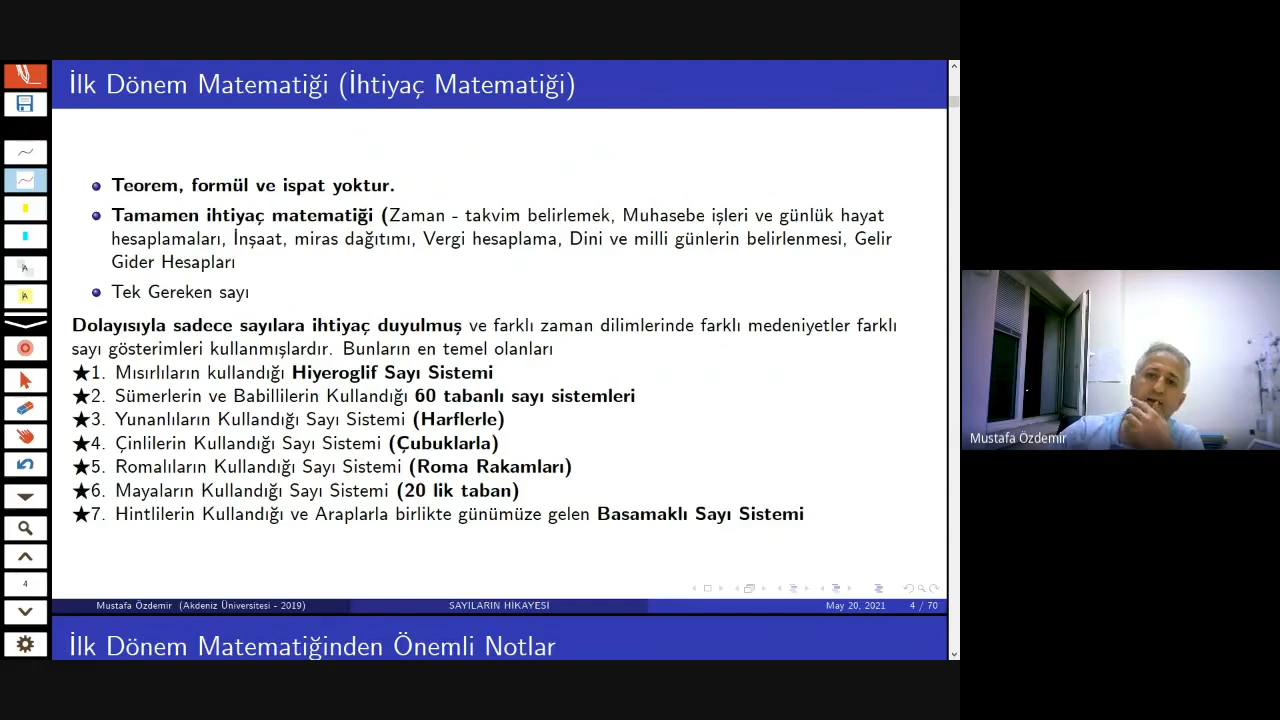 İlk Dönem Matematiği (İhtiyaç Matematiği)
Teorem, formül ve ispat yoktur.
Tamamen ihtiyaç matematiği (Zaman - takvim belirlemek, Muhasebe işleri ve günlük hayat
hesaplamaları, İnşaat, miras dağıtımı, Vergi hesaplama, Dini ve milli günlerin belirlenmesi, Gelir
Gider Hesapları
Tek Gereken sayı
Dolayısıyla sadece sayılara ihtiyaç duyulmuş ve farklı zaman dilimlerinde farklı medeniyetler farklı
sayı gösterimleri kullanmışlardır. Bunların en temel olanları
★1. Mısırlıların kullandığı Hiyeroglif Sayı Sistemi
★2. Sümerlerin ve Babillilerin Kullandığı 60 tabanlı sayı sistemleri
★3. Yunanlıların Kullandığı Sayı Sistemi (Harflerle)
★4. Çinlilerin Kullandığı Sayı Sistemi (Çubuklarla)
★5. Romalıların Kullandığı Sayı Sistemi (Roma Rakamları)
★6. Mayaların Kullandığı Sayı Sistemi (20 lik taban)
★7. Hintlilerin Kullandığı ve Araplarla birlikte günümüze gelen Basamaklı Sayı Sistemi
4
Mustafa Özdemir (Akdeniz Üniversitesi - 2019) SAYILARIN HİKAYESİ May 20, 2021 4 / 70
İlk Dönem Matematiğinden Önemli Notlar
Mustafa Özdemir